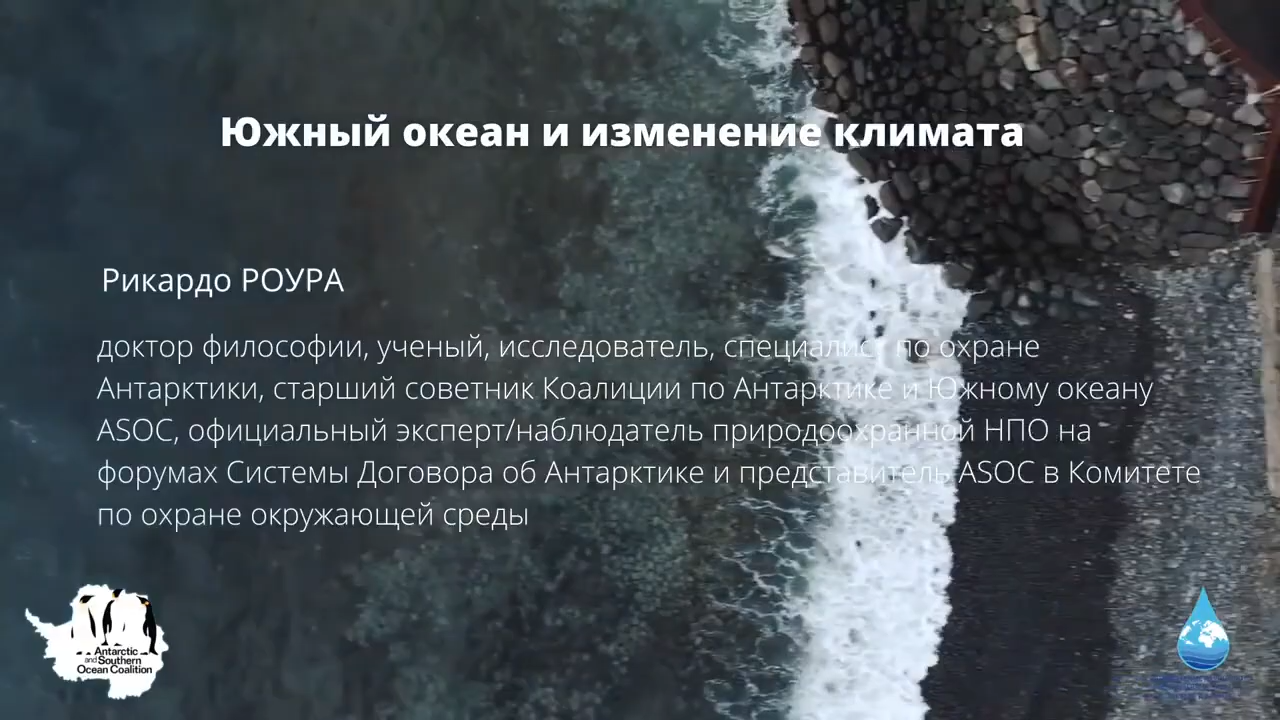 Южный океан и изменение климата
Рикардо РОУРА
доктор философии, ученый, исследователь, специалист по охране
Антарктики, старший советник Коалиции по Антарктике и Южному океану
ASOC, официальный эксперт/наблюдатель природоохранной НПО на
форумах Системы Договора об Антарктике и представитель ASOC в Комитете
по охране окружающей среды
Antarctic
and Southern
Ocean Coalition